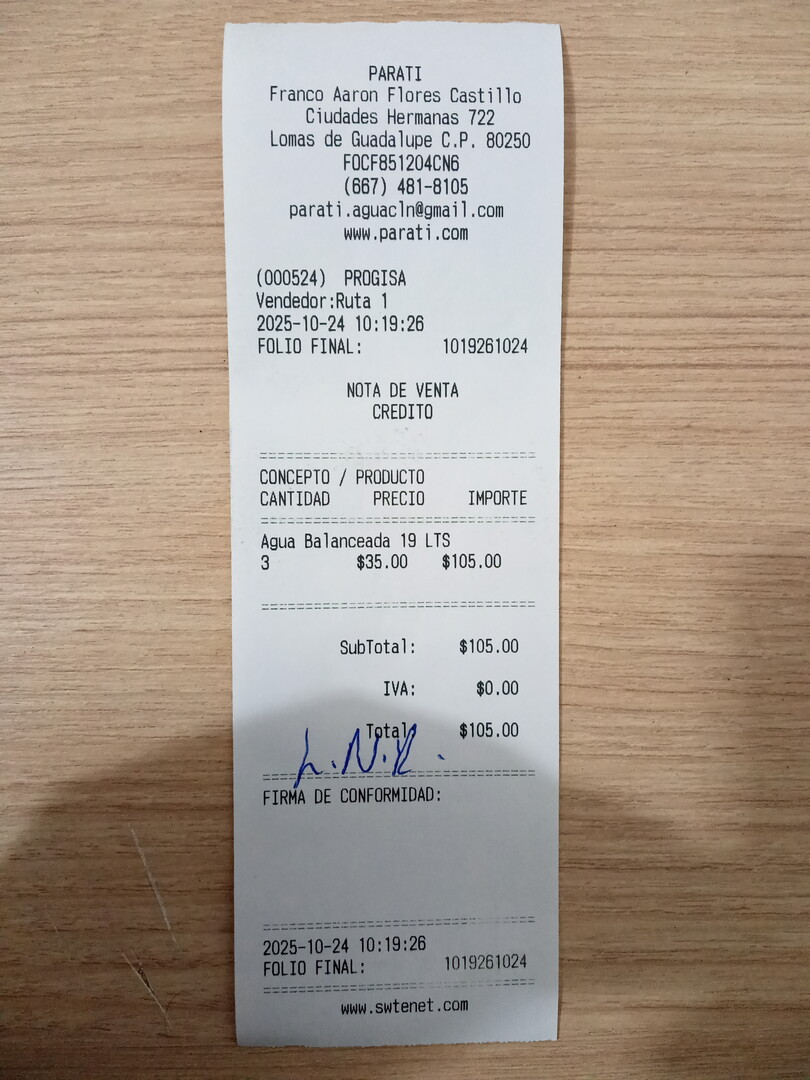 PARATI
Franco Aaron Flores Castillo
Ciudades Hermanas 722
Lomas de Guadalupe C.P. 80250
FOCF851204CN6
(667) 481-8105
parati.aguacln@gmail.com
www.parati.com
(000524) PROGISA
Vendedor:Ruta 1
2025-10-24 10:19:26
FOLIO FINAL: 1019261024
NOTA DE VENTA
CREDITO
CONCEPTO / PRODUCTO
CANTIDAD PRECIO IMPORTE
Agua Balanceada 19 LTS
3 $35.00 $105.00
SubTotal: $105.00
IVA: $0.00
Total: $105.00
FIRMA DE CONFORMIDAD:
2025-10-24 10:19:26
FOLIO FINAL: 1019261024
www.swtenet.com